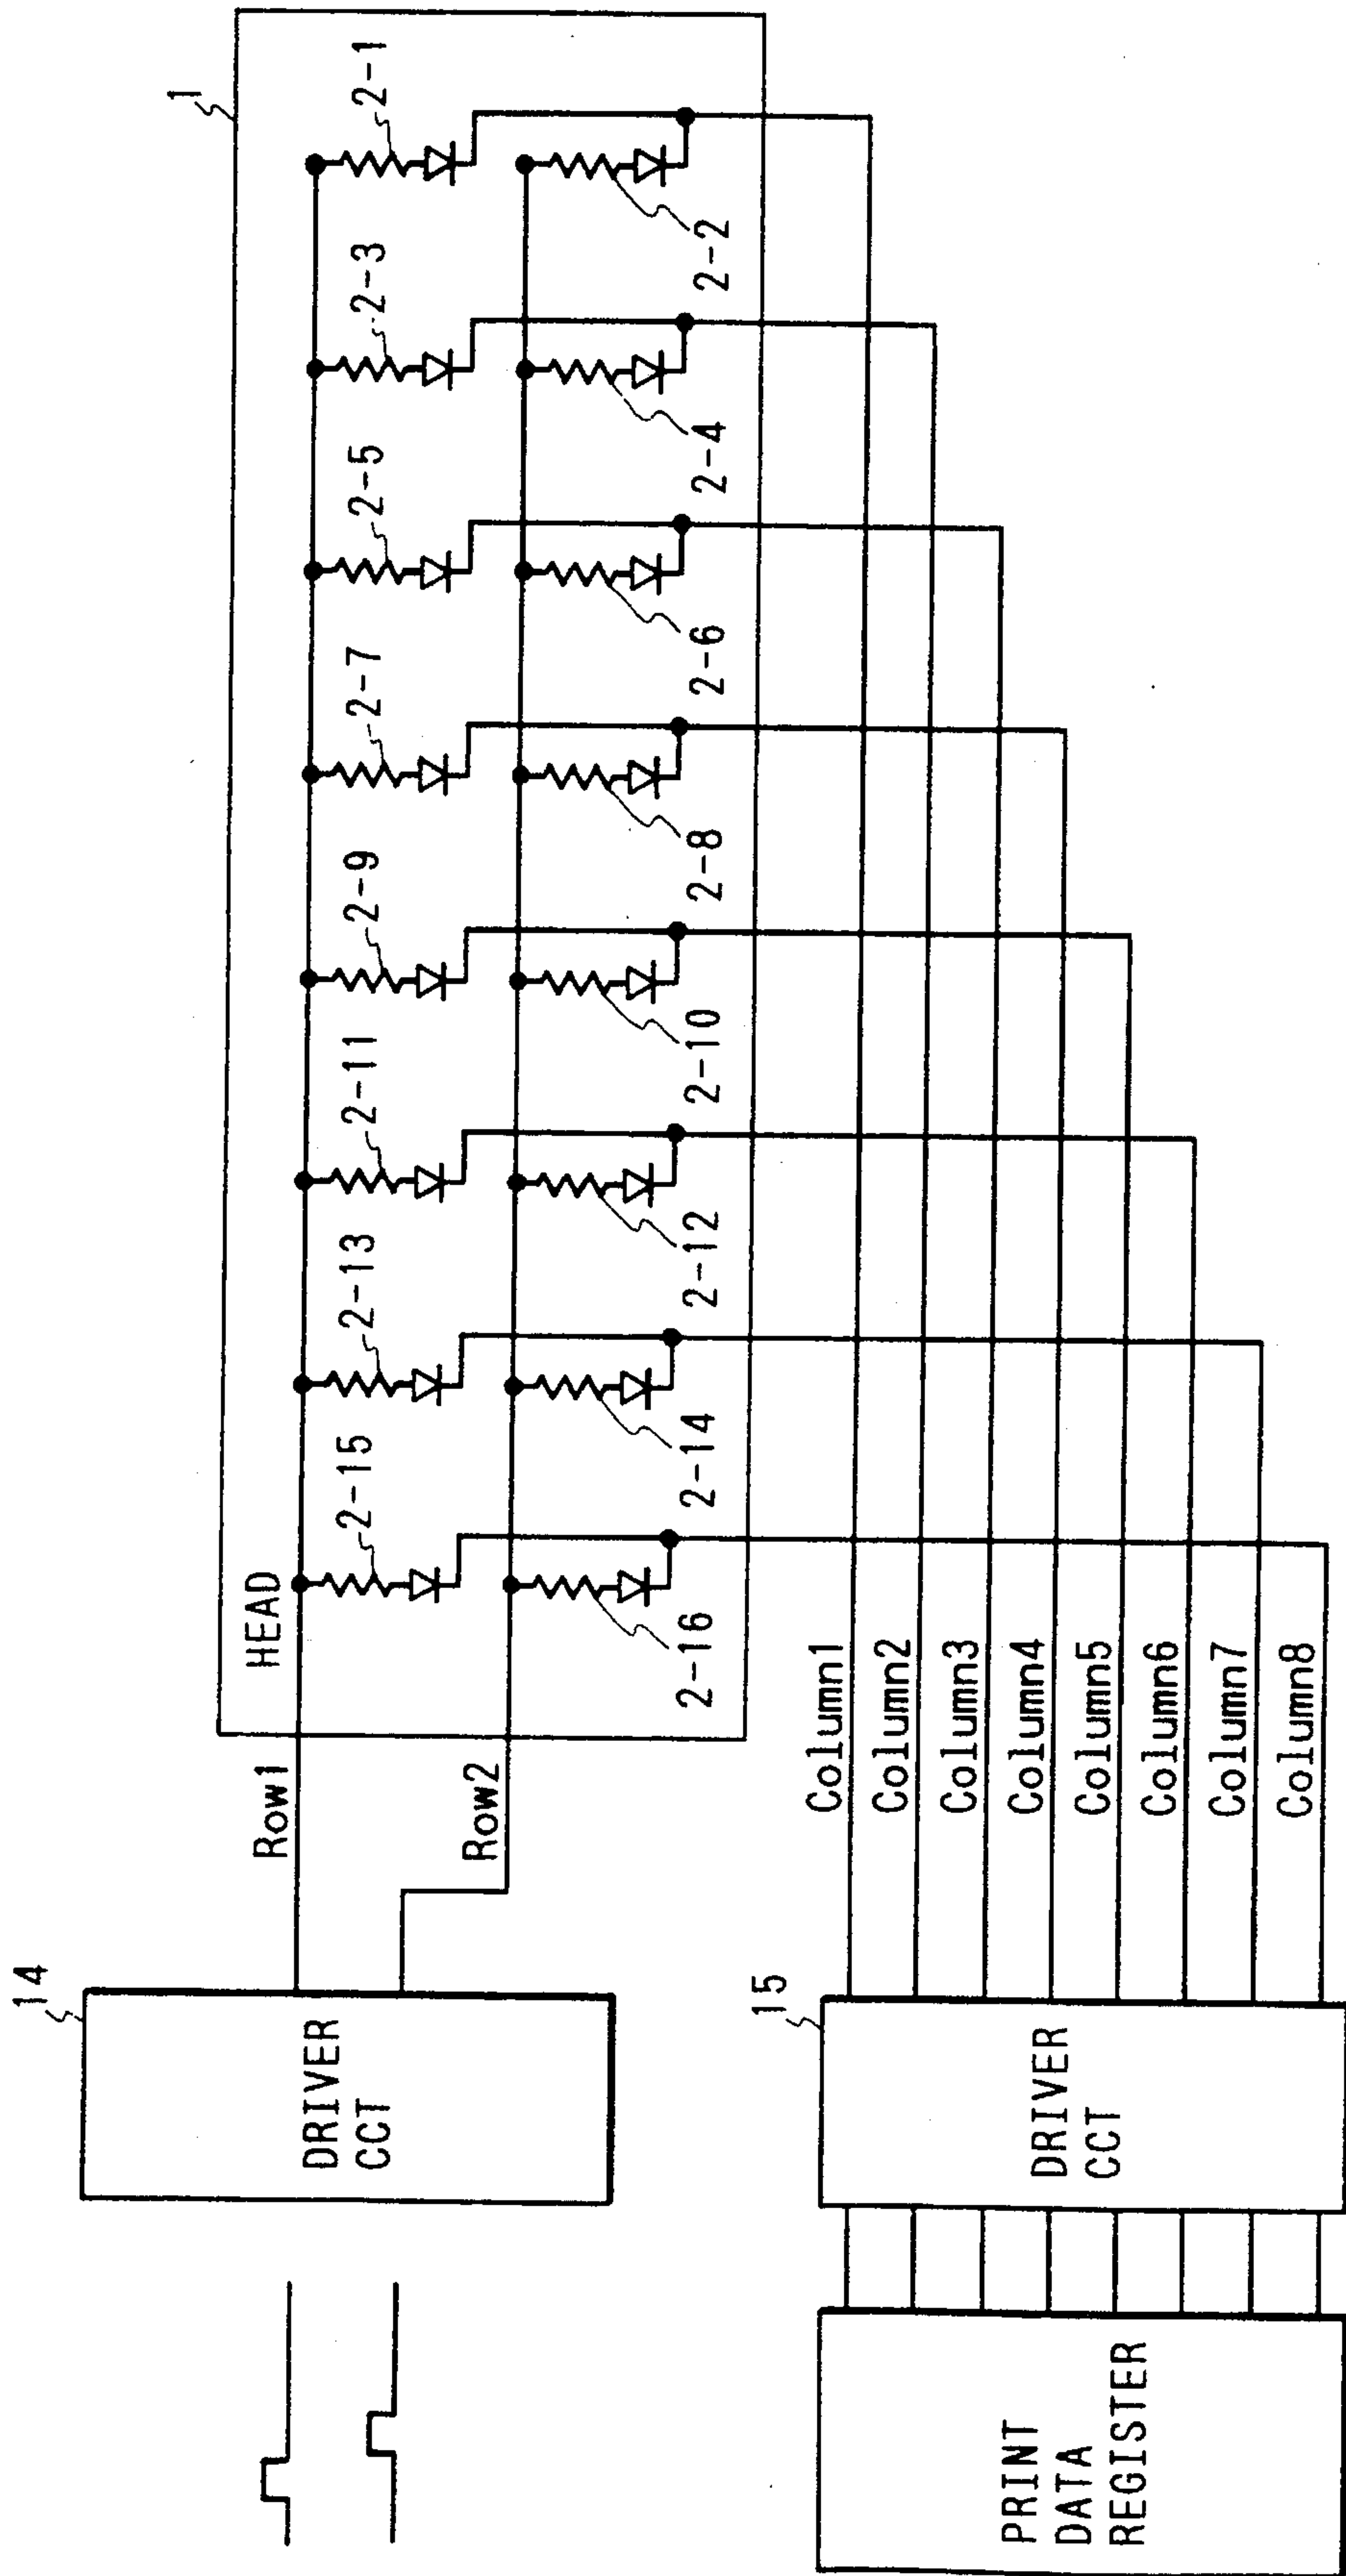 1
HEAD
2-15
2-13
2-11
2-9
2-7
2-5
2-3
2-1
2-16
2-14
2-12
2-10
2-8
2-6
2-4
2-2
14
DRIVER
CCT
Row1
Row2
PRINT
DATA
REGISTER
15
DRIVER
CCT
Column1
Column2
Column3
Column4
Column5
Column6
Column7
Column8